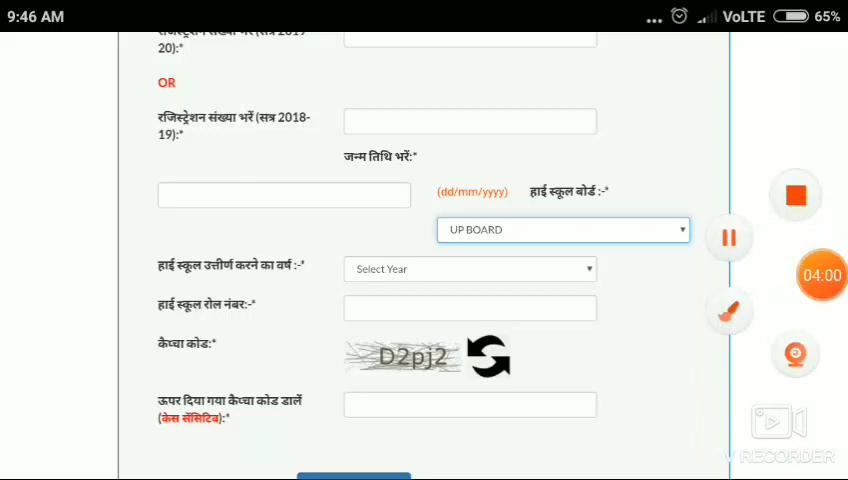 9:46 AM
VoLTE 65%
20):*
OR
रजिस्ट्रेशन संख्या भरें (सत्र 2018-
19):*
जन्म तिथि भरें:*
(dd/mm/yyyy) हाई स्कूल बोर्ड :-*
UP BOARD
हाई स्कूल उत्तीर्ण करने का वर्ष :-*
Select Year
04:00
हाई स्कूल रोल नंबर:-*
कैप्चा कोड:*
D2pj2
ऊपर दिया गया कैप्चा कोड डालें
(केस सेंसिटिव):*
V RECORDER